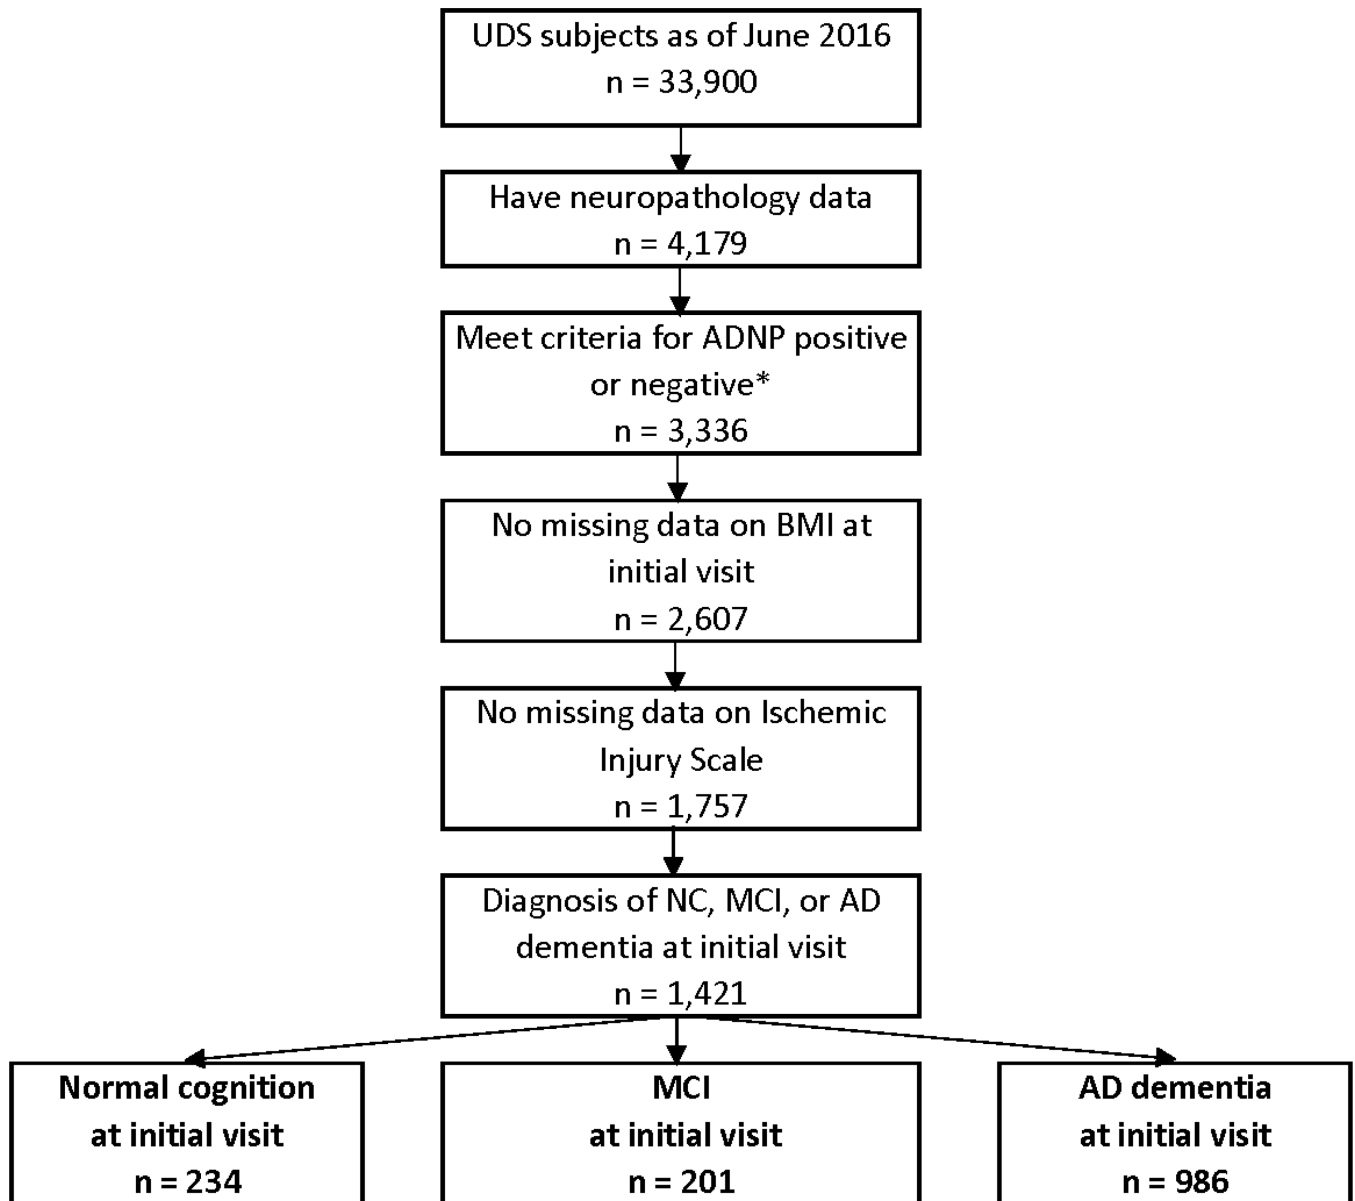 UDS subjects as of June 2016
n = 33,900
Have neuropathology data
n = 4,179
Meet criteria for ADNP positive
or negative*
n = 3,336
No missing data on BMI at
initial visit
n = 2,607
No missing data on Ischemic
Injury Scale
n = 1,757
Diagnosis of NC, MCI, or AD
dementia at initial visit
n = 1,421
Normal cognition
at initial visit
n = 234
MCI
at initial visit
n = 201
AD dementia
at initial visit
n = 986